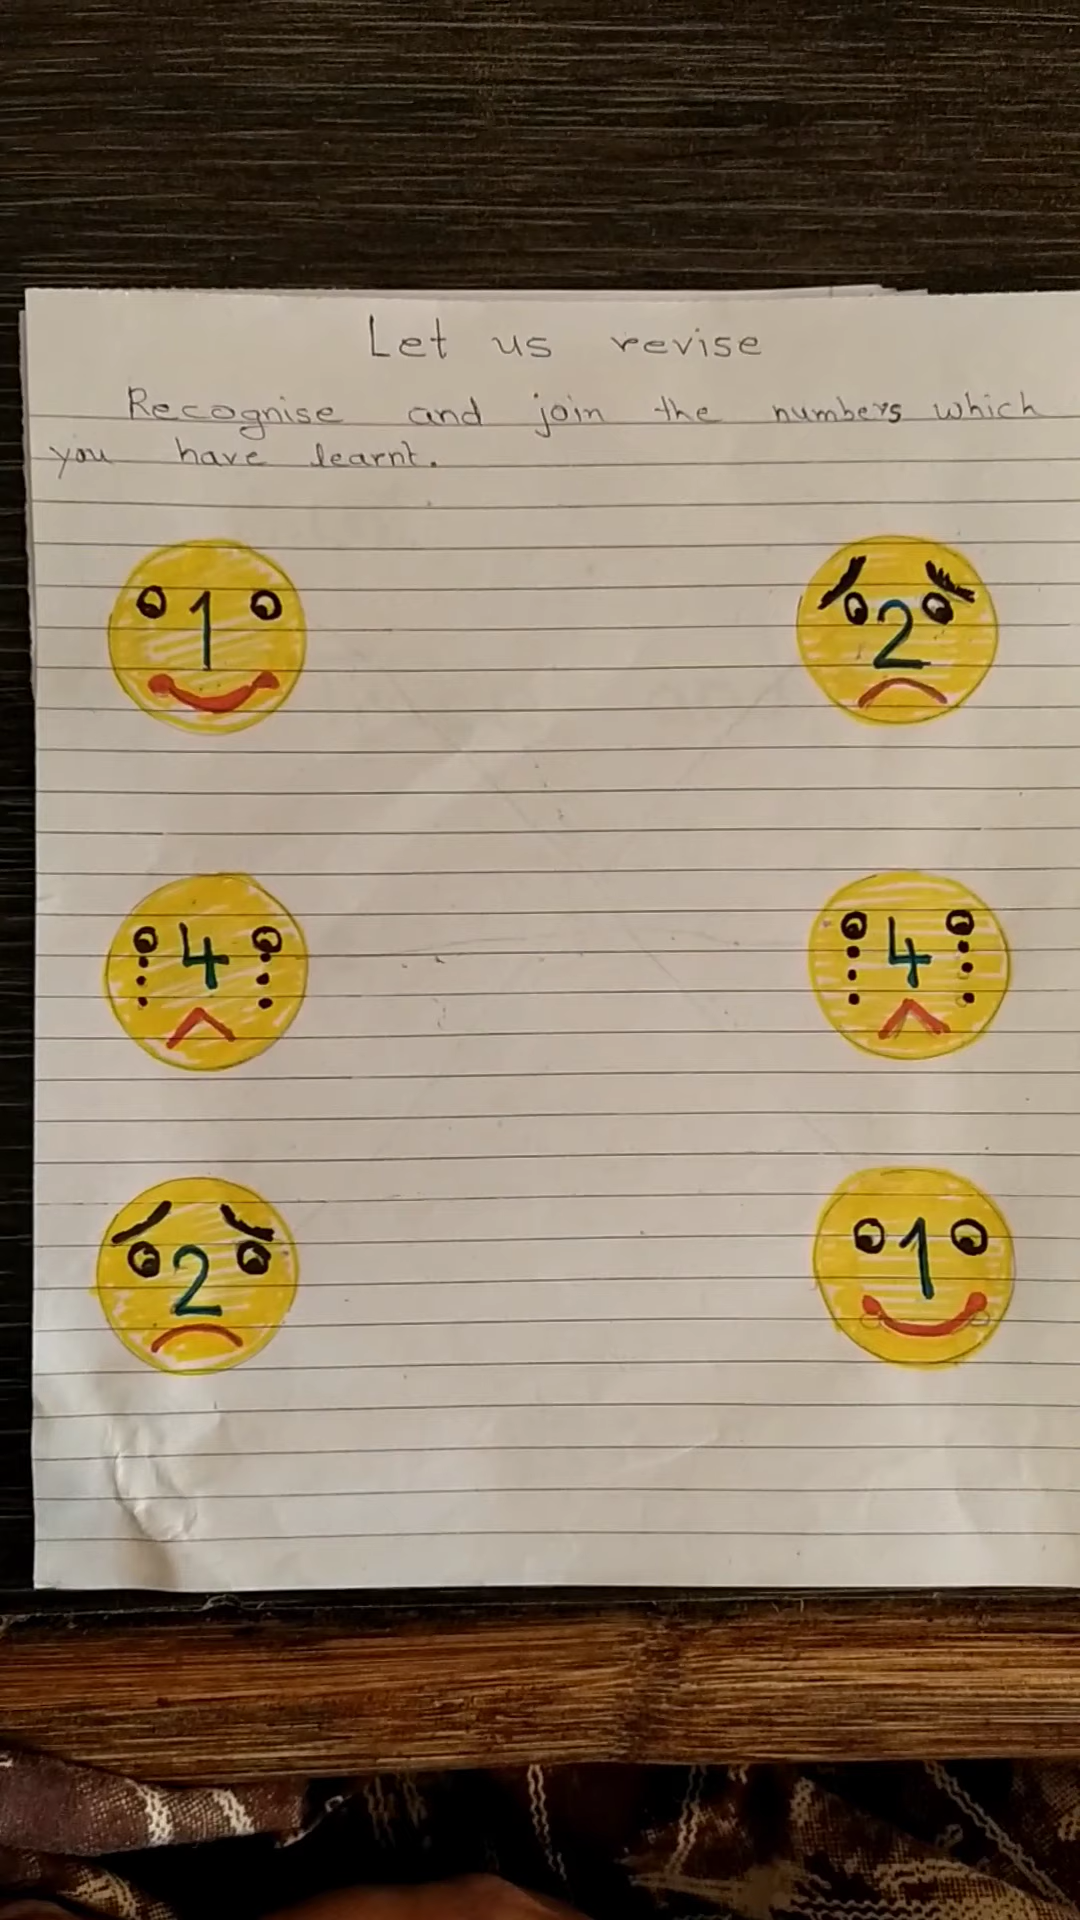 Let us revise
Recognise and join the numbers which
you have learnt.
1 2
4 4
2 1